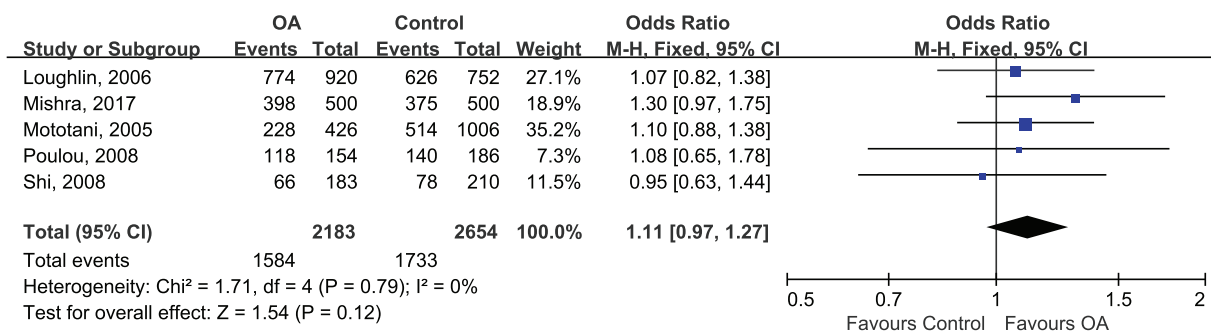 OA Control Odds Ratio Odds Ratio
Study or Subgroup Events Total Events Total Weight M-H, Fixed, 95% CI M-H, Fixed, 95% CI
Loughlin, 2006 774 920 626 752 27.1% 1.07 [0.82, 1.38]
Mishra, 2017 398 500 375 500 18.9% 1.30 [0.97, 1.75]
Mototani, 2005 228 426 514 1006 35.2% 1.10 [0.88, 1.38]
Poulou, 2008 118 154 140 186 7.3% 1.08 [0.65, 1.78]
Shi, 2008 66 183 78 210 11.5% 0.95 [0.63, 1.44]
Total (95% CI) 2183 2654 100.0% 1.11 [0.97, 1.27]
Total events 1584 1733
Heterogeneity: Chi² = 1.71, df = 4 (P = 0.79); I² = 0%
Test for overall effect: Z = 1.54 (P = 0.12)
0.5 0.7 1 1.5 2
Favours Control Favours OA